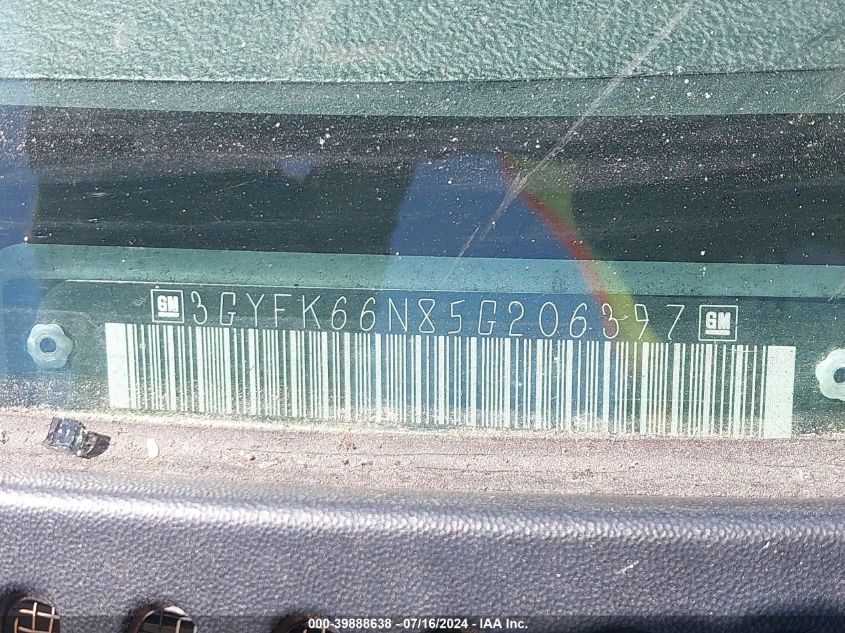 GM 3GYFK66N85G206397 GM
000-39888638 - 07/16/2024 - IAA Inc.